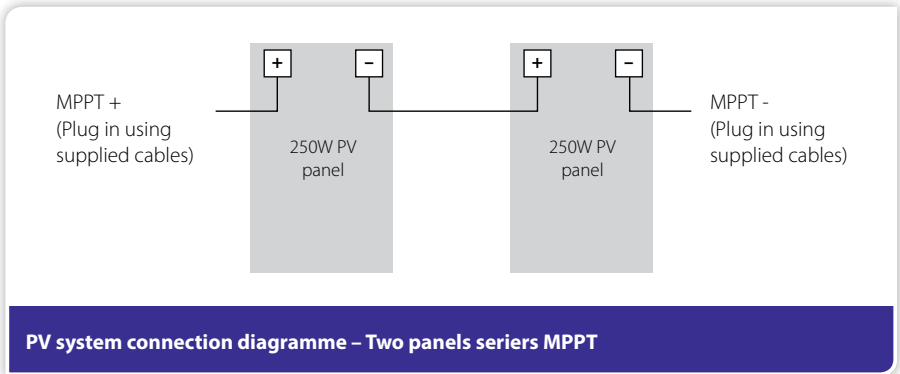 +
–
+
–
MPPT +
(Plug in using
supplied cables)
250W PV
panel
250W PV
panel
MPPT -
(Plug in using
supplied cables)
PV system connection diagramme – Two panels seriers MPPT